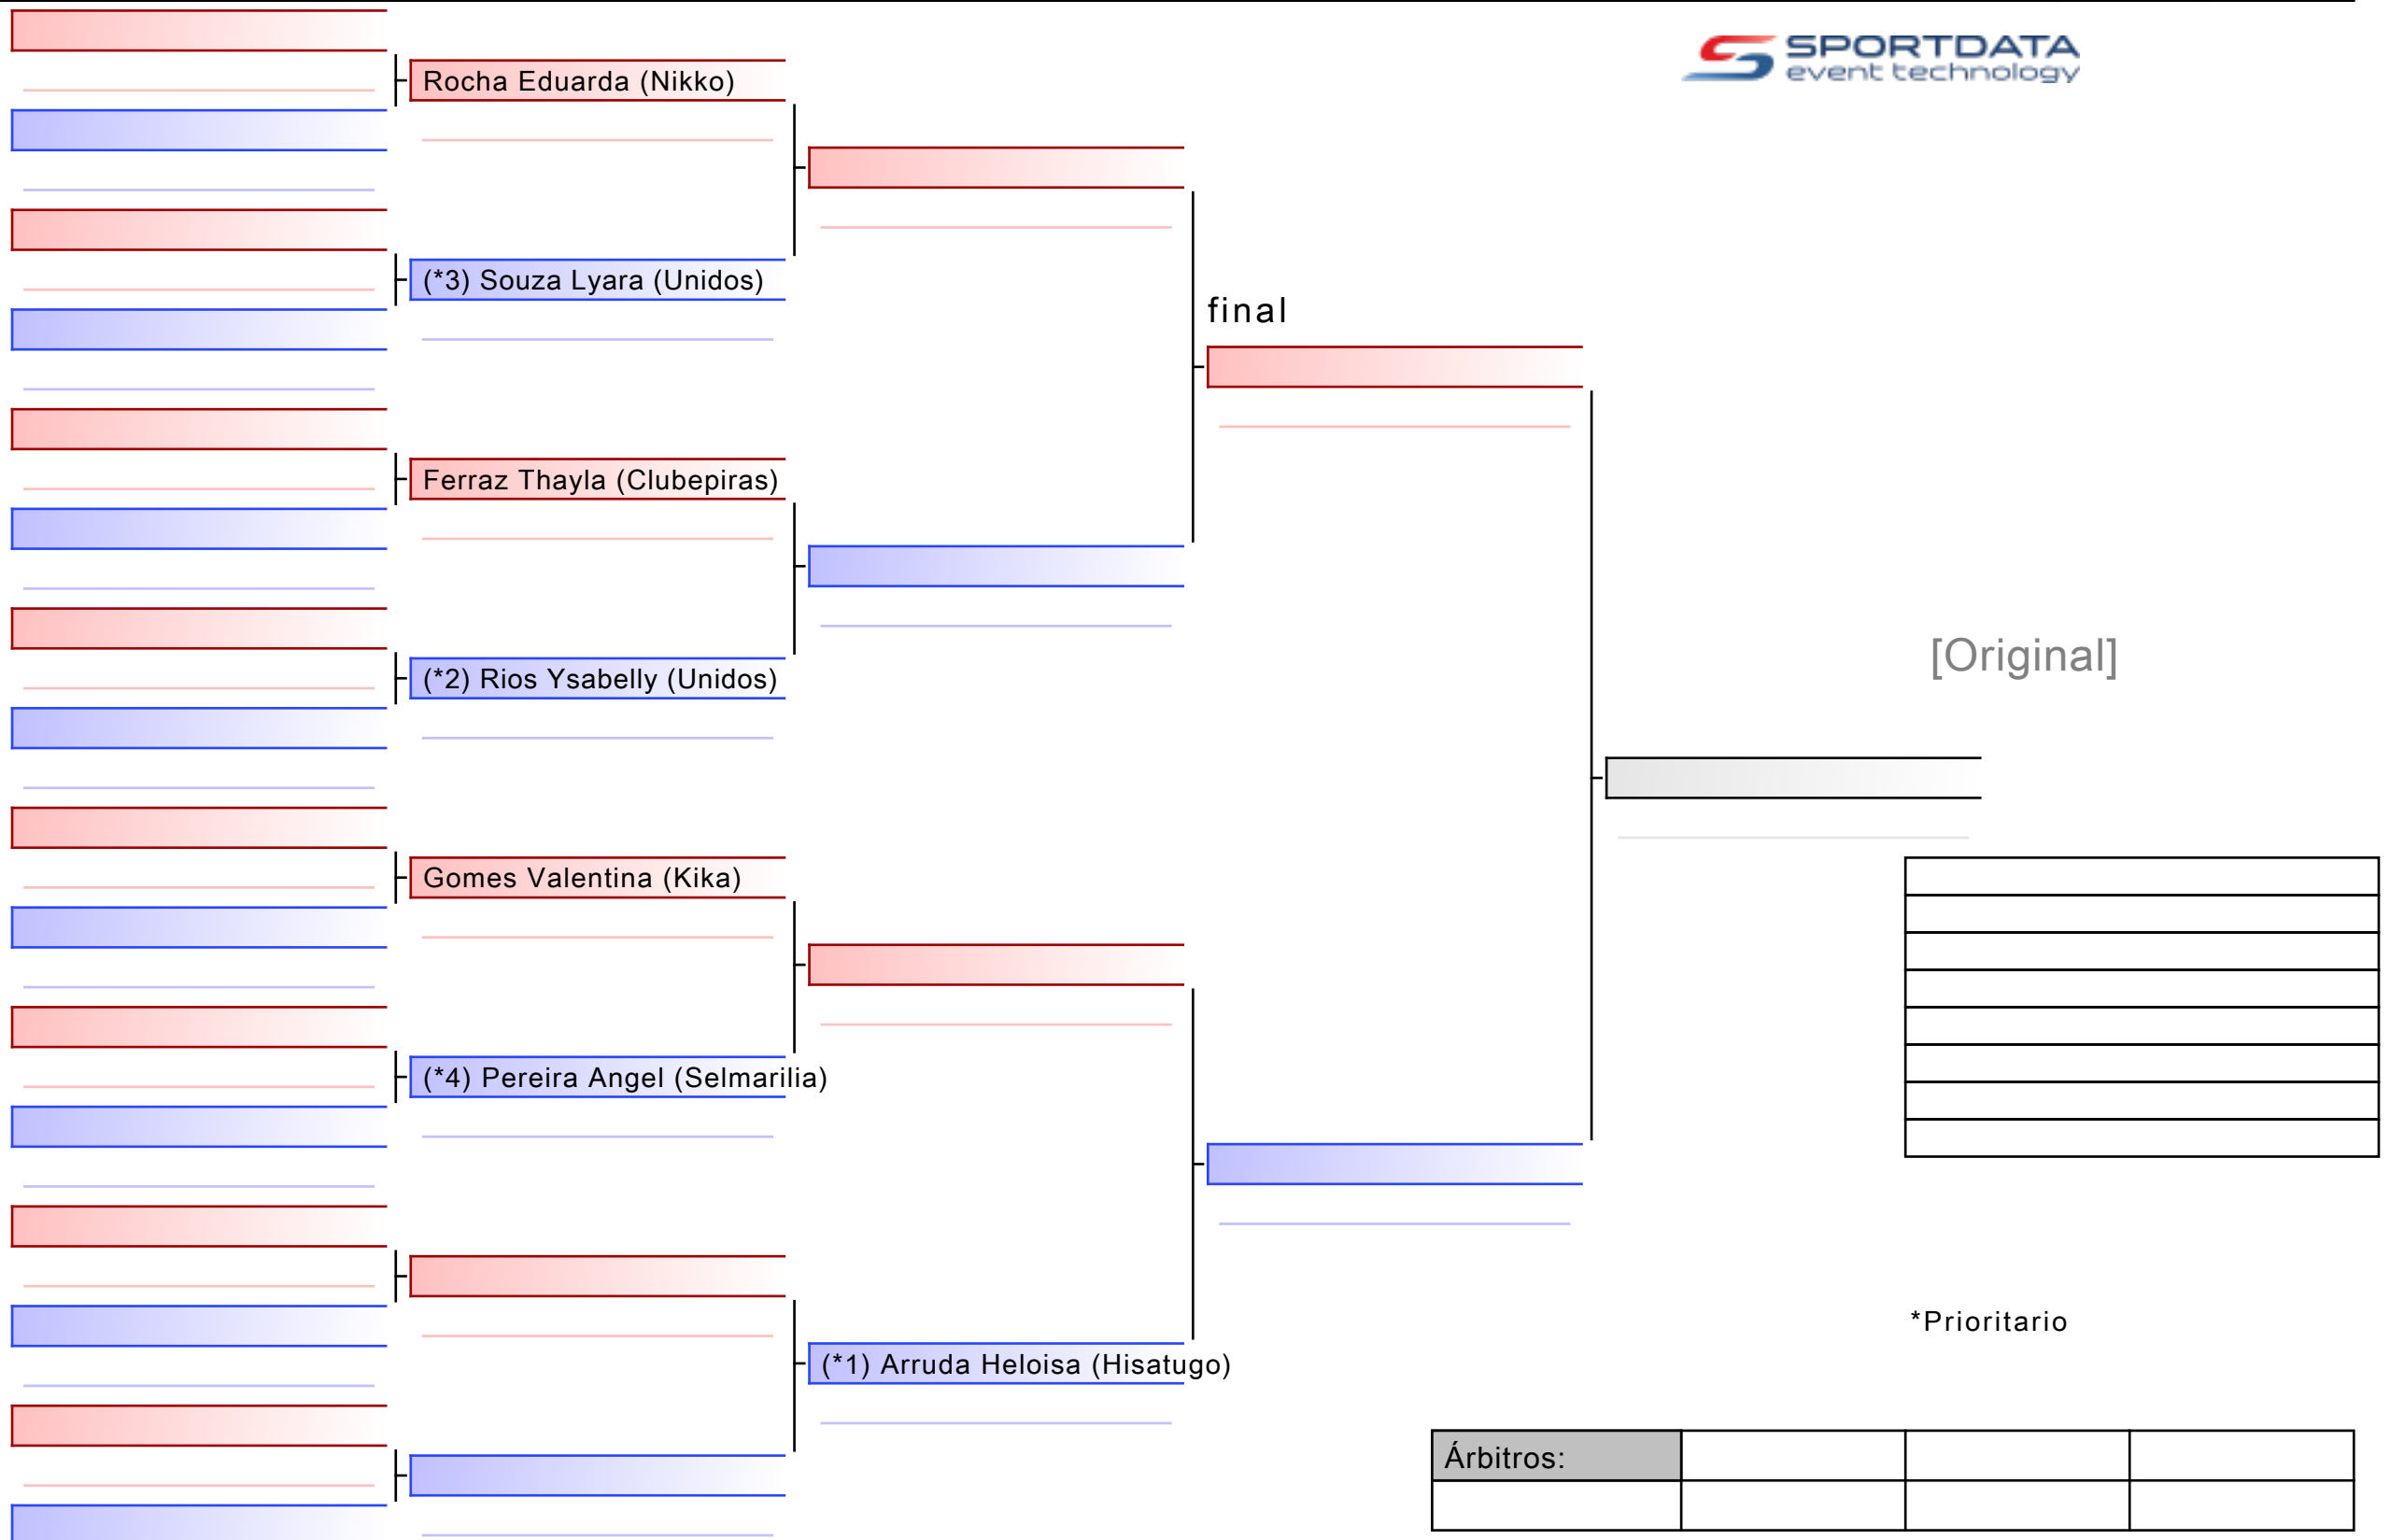 SPORTDATA
event technology
Rocha Eduarda (Nikko)
(*3) Souza Lyara (Unidos)
final
Ferraz Thayla (Clubepiras)
[Original]
(*2) Rios Ysabelly (Unidos)
Gomes Valentina (Kika)
(*4) Pereira Angel (Selmarilia)
*Prioritario
(*1) Arruda Heloisa (Hisatugo)
Árbitros: